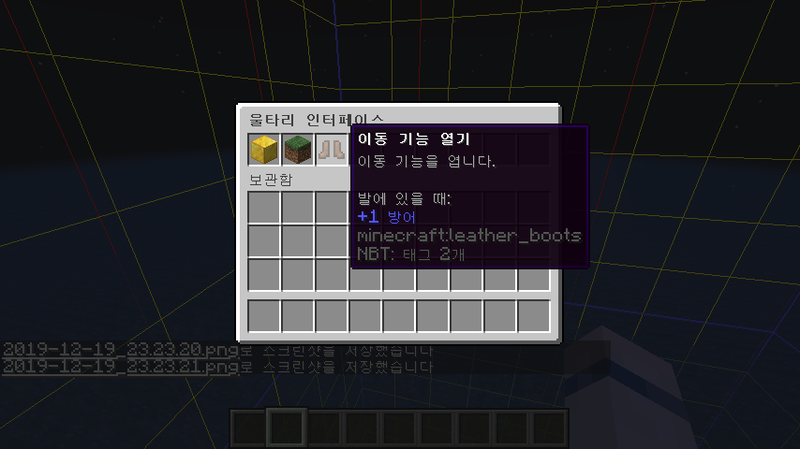 울타리 인터페이스
이동 기능 열기
이동 기능을 엽니다.
보관함
발에 있을 때:
+1 방어
minecraft:leather_boots
NBT: 태그 2개
2019-12-19_23.23.20.png로 스크린샷을 저장했습니다
2019-12-19_23.23.21.png로 스크린샷을 저장했습니다